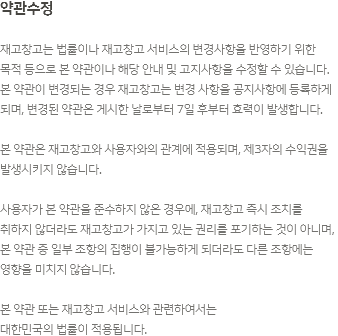 약관수정
재고창고는 법률이나 재고창고 서비스의 변경사항을 반영하기 위한
목적 등으로 본 약관이나 해당 안내 및 고지사항을 수정할 수 있습니다.
본 약관이 변경되는 경우 재고창고는 변경 사항을 공지사항에 등록하게
되며, 변경된 약관은 게시한 날로부터 7일 후부터 효력이 발생합니다.
본 약관은 재고창고와 사용자와의 관계에 적용되며, 제3자의 수익권을
발생시키지 않습니다.
사용자가 본 약관을 준수하지 않은 경우에, 재고창고 즉시 조치를
취하지 않더라도 재고창고가 가지고 있는 권리를 포기하는 것이 아니며,
본 약관 중 일부 조항의 집행이 불가능하게 되더라도 다른 조항에는
영향을 미치지 않습니다.
본 약관 또는 재고창고 서비스와 관련하여서는
대한민국의 법률이 적용됩니다.